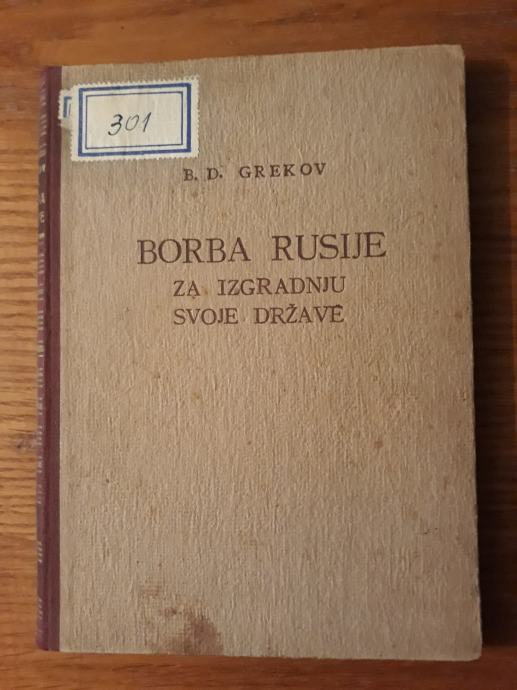 301
B. D. GREKOV
BORBA RUSIJE
ZA IZGRADNJU
SVOJE DRŽAVE